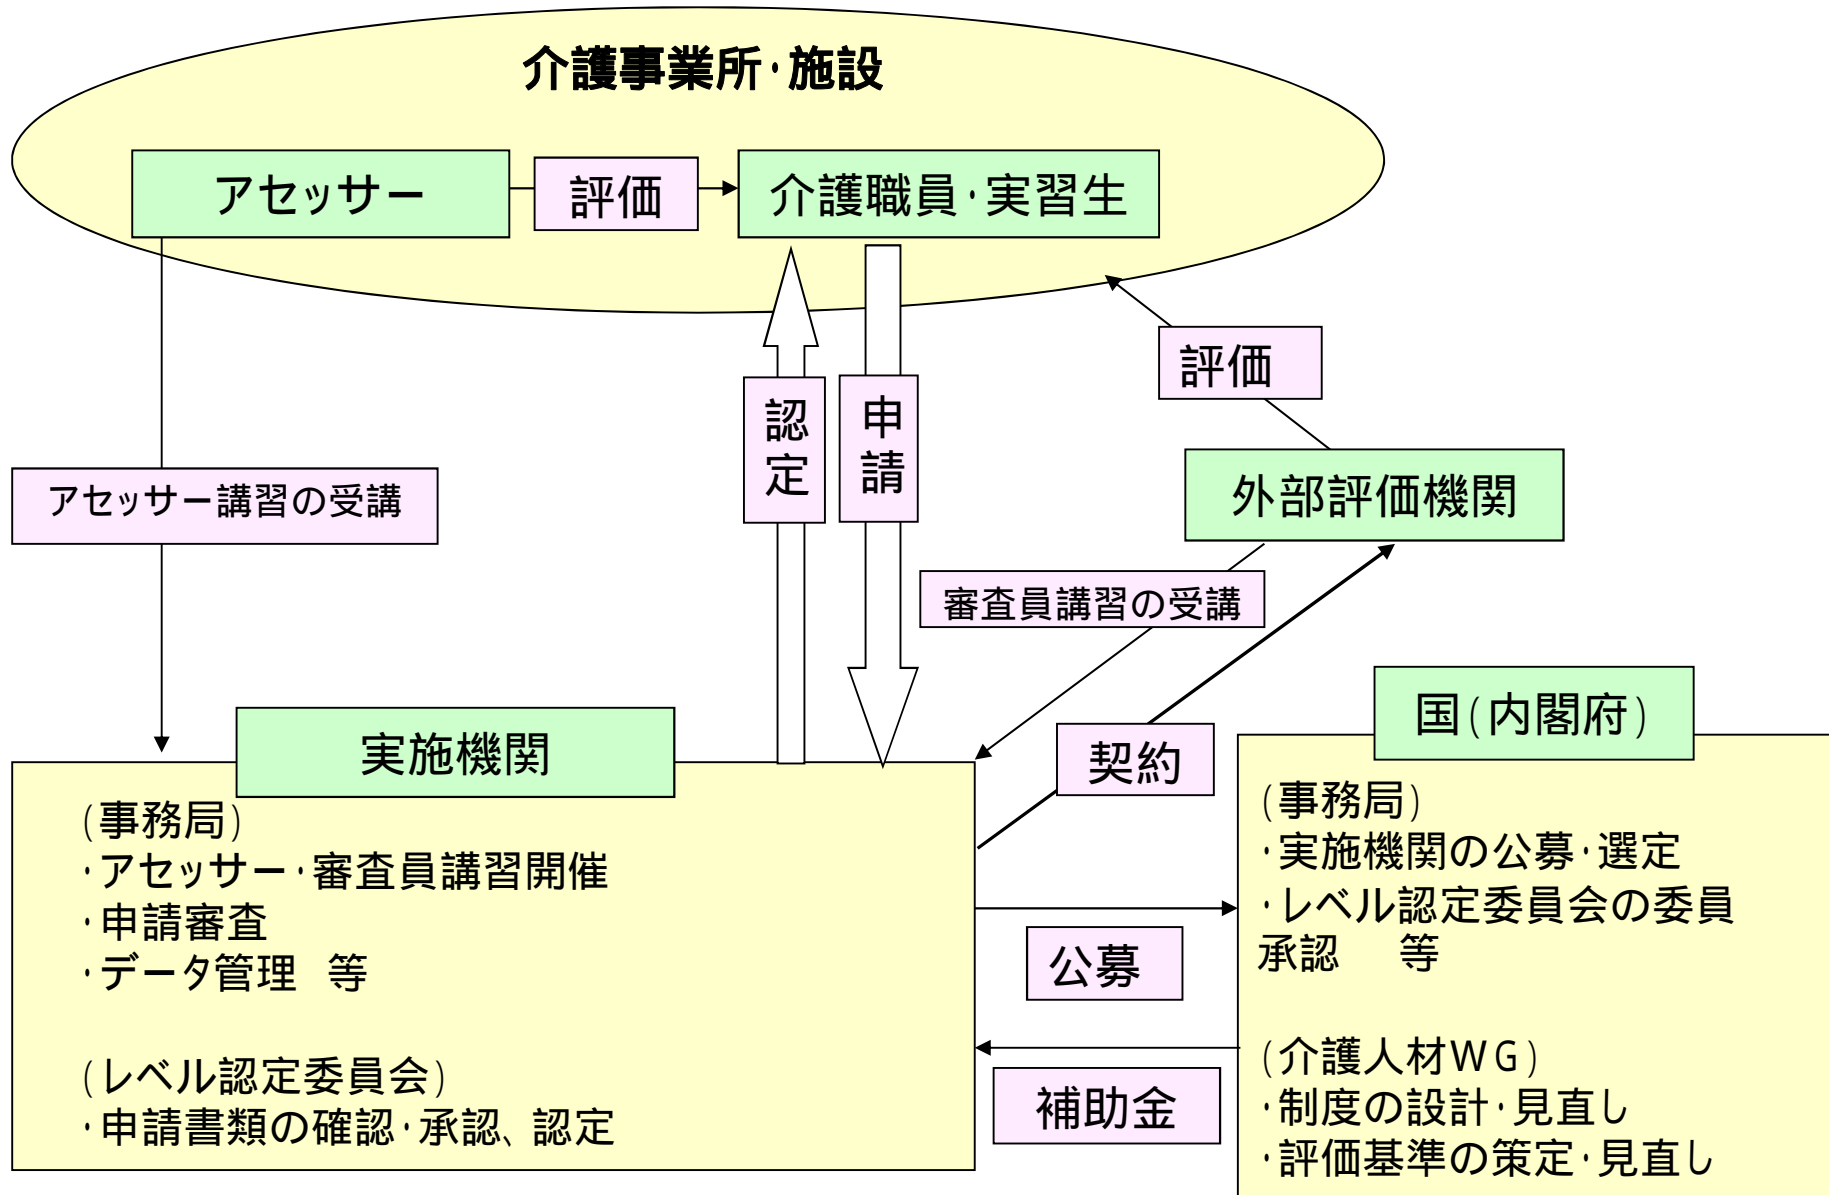 介護事業所・施設
アセッサー
評価
介護職員・実習生
評価
認定
申請
アセッサー講習の受講
外部評価機関
審査員講習の受講
実施機関
契約
国(内閣府)
(事務局)
・アセッサー・審査員講習開催
・申請審査
・データ管理　等
(レベル認定委員会)
・申請書類の確認・承認、認定
公募
補助金
(事務局)
・実施機関の公募・選定
・レベル認定委員会の委員
承認　等
(介護人材WG)
・制度の設計・見直し
・評価基準の策定・見直し